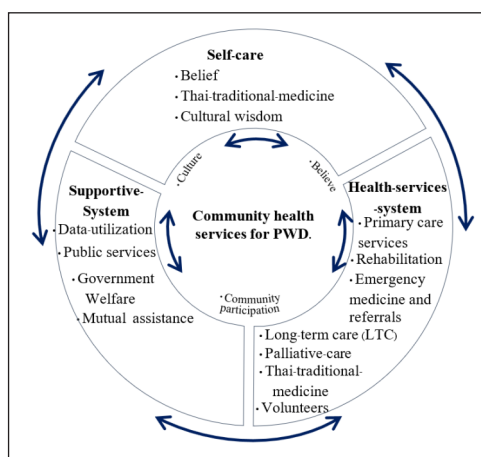 Self-care
· Belief
· Thai-traditional-medicine
· Cultural wisdom
· Culture
· Believe
Supportive-
System
· Data-utilization
· Public services
· Government
Welfare
· Mutual assistance
Community health
services for PWD.
Health-services
-system
· Primary care
services
· Rehabilitation
· Emergency
medicine and
referrals
· Community
participation
· Long-term care (LTC)
· Palliative-care
· Thai-traditional-
medicine
· Volunteers